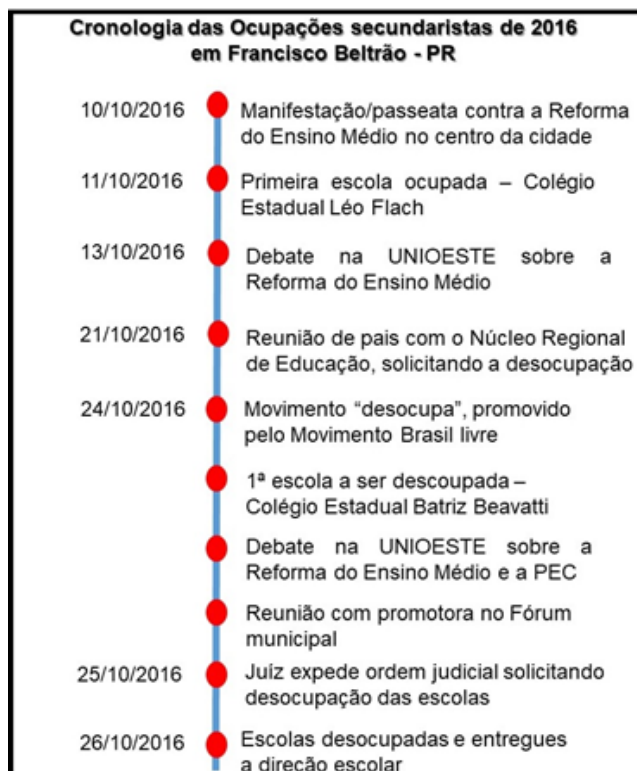 Cronologia das Ocupações secundaristas de 2016
em Francisco Beltrão - PR
10/10/2016 Manifestação/passeata contra a Reforma
do Ensino Médio no centro da cidade
11/10/2016 Primeira escola ocupada – Colégio
Estadual Léo Flach
13/10/2016 Debate na UNIOESTE sobre a
Reforma do Ensino Médio
21/10/2016 Reunião de pais com o Núcleo Regional
de Educação, solicitando a desocupação
24/10/2016 Movimento “desocupa”, promovido
pelo Movimento Brasil livre
1ª escola a ser descoupada –
Colégio Estadual Batriz Beavatti
Debate na UNIOESTE sobre a
Reforma do Ensino Médio e a PEC
Reunião com promotora no Fórum
municipal
25/10/2016 Juíz expede ordem judicial solicitando
desocupação das escolas
26/10/2016 Escolas desocupadas e entregues
a direção escolar